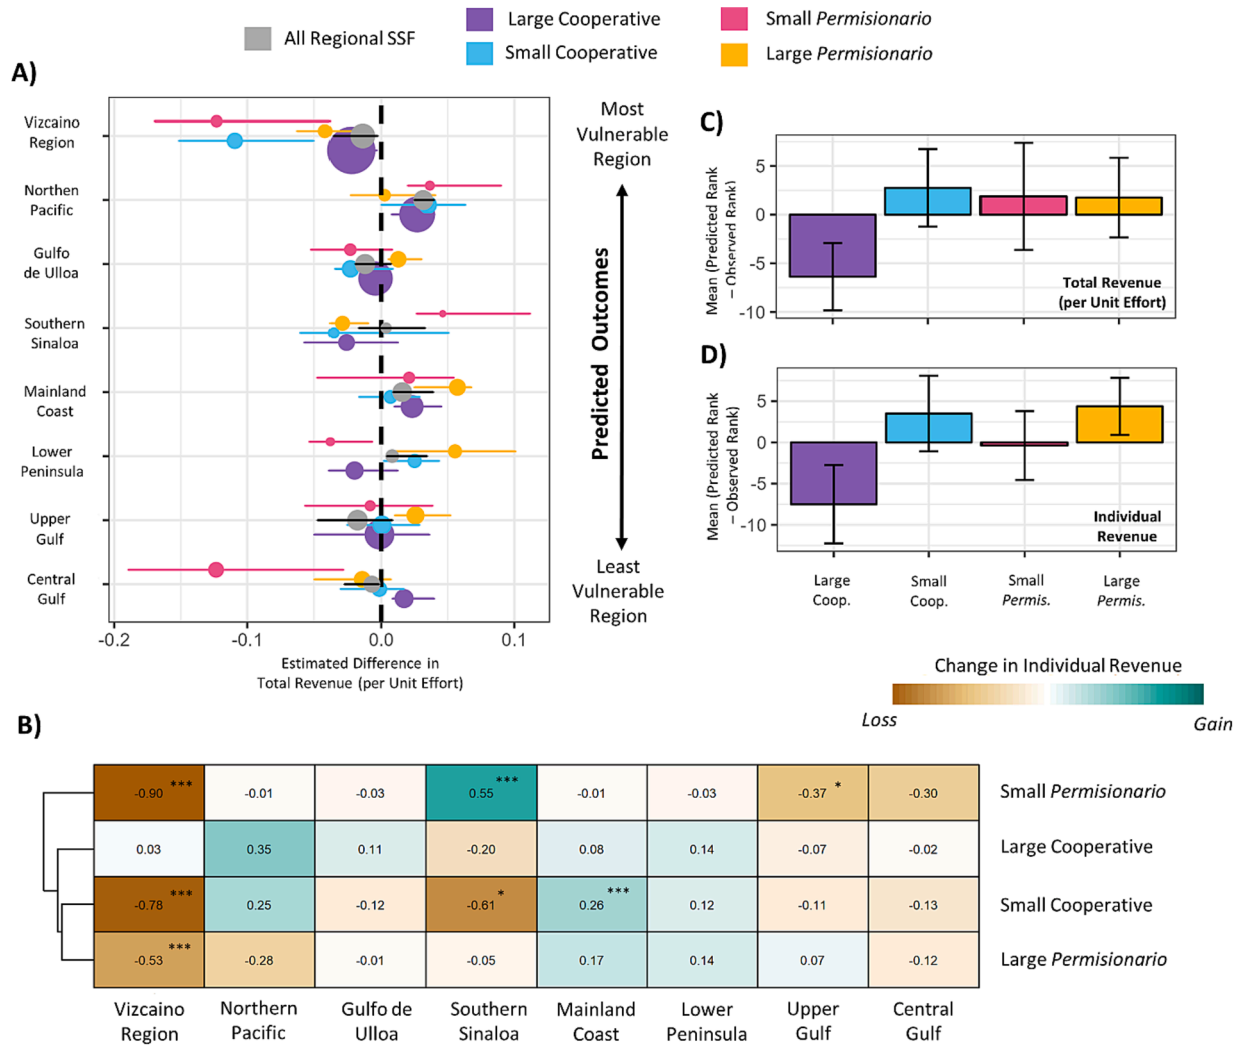 All Regional SSF
Large Cooperative
Small Cooperative
Small Permisionario
Large Permisionario
A)
Vizcaino
Region
Northen
Pacific
Gulfo
de Ulloa
Southern
Sinaloa
Mainland
Coast
Lower
Peninsula
Upper
Gulf
Central
Gulf
-0.2
-0.1
0.0
0.1
Estimated Difference in
Total Revenue (per Unit Effort)
Most
Vulnerable
Region
Predicted Outcomes
Least
Vulnerable
Region
C)
Mean (Predicted Rank
– Observed Rank)
5
0
-5
-10
Total Revenue
(per Unit Effort)
D)
Mean (Predicted Rank
– Observed Rank)
5
0
-5
-10
Individual
Revenue
Large
Coop.
Small
Coop.
Small
Permis.
Large
Permis.
Change in Individual Revenue
Loss
Gain
B)
-0.90 *** -0.01 -0.03 0.55 *** -0.01 -0.03 -0.37 * -0.30 Small Permisionario
0.03 0.35 0.11 -0.20 0.08 0.14 -0.07 -0.02 Large Cooperative
-0.78 *** 0.25 -0.12 -0.61 * 0.26 *** 0.12 -0.11 -0.13 Small Cooperative
-0.53 *** -0.28 -0.01 -0.05 0.17 0.14 0.07 -0.12 Large Permisionario
Vizcaino
Region
Northern
Pacific
Gulfo de
Ulloa
Southern
Sinaloa
Mainland
Coast
Lower
Peninsula
Upper
Gulf
Central
Gulf